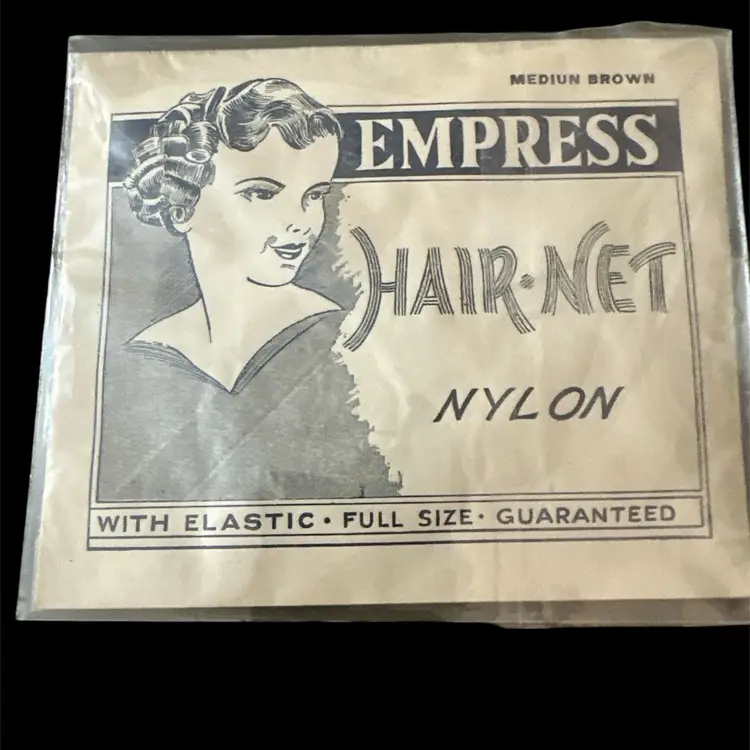 MEDIUN BROWN
EMPRESS
HAIR·NET
NYLON
WITH ELASTIC · FULL SIZE · GUARANTEED